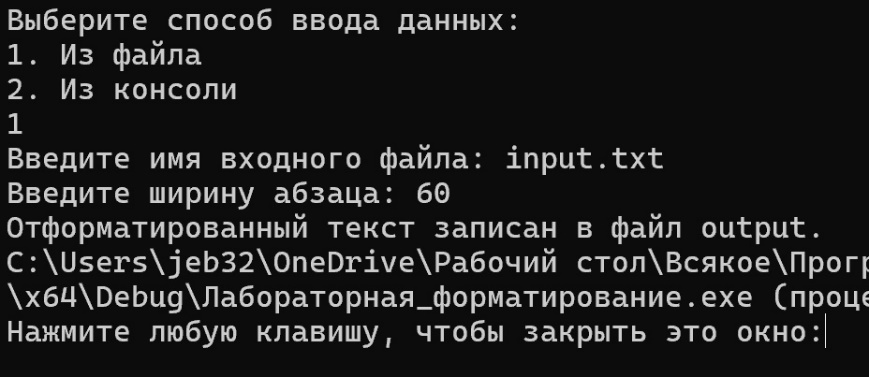 Выберите способ ввода данных:
1. Из файла
2. Из консоли
1
Введите имя входного файла: input.txt
Введите ширину абзаца: 60
Отформатированный текст записан в файл output.
C:\Users\jeb32\OneDrive\Рабочий стол\Всякое\Прогр
\x64\Debug\Лабораторная_форматирование.exe (проце
Нажмите любую клавишу, чтобы закрыть это окно: